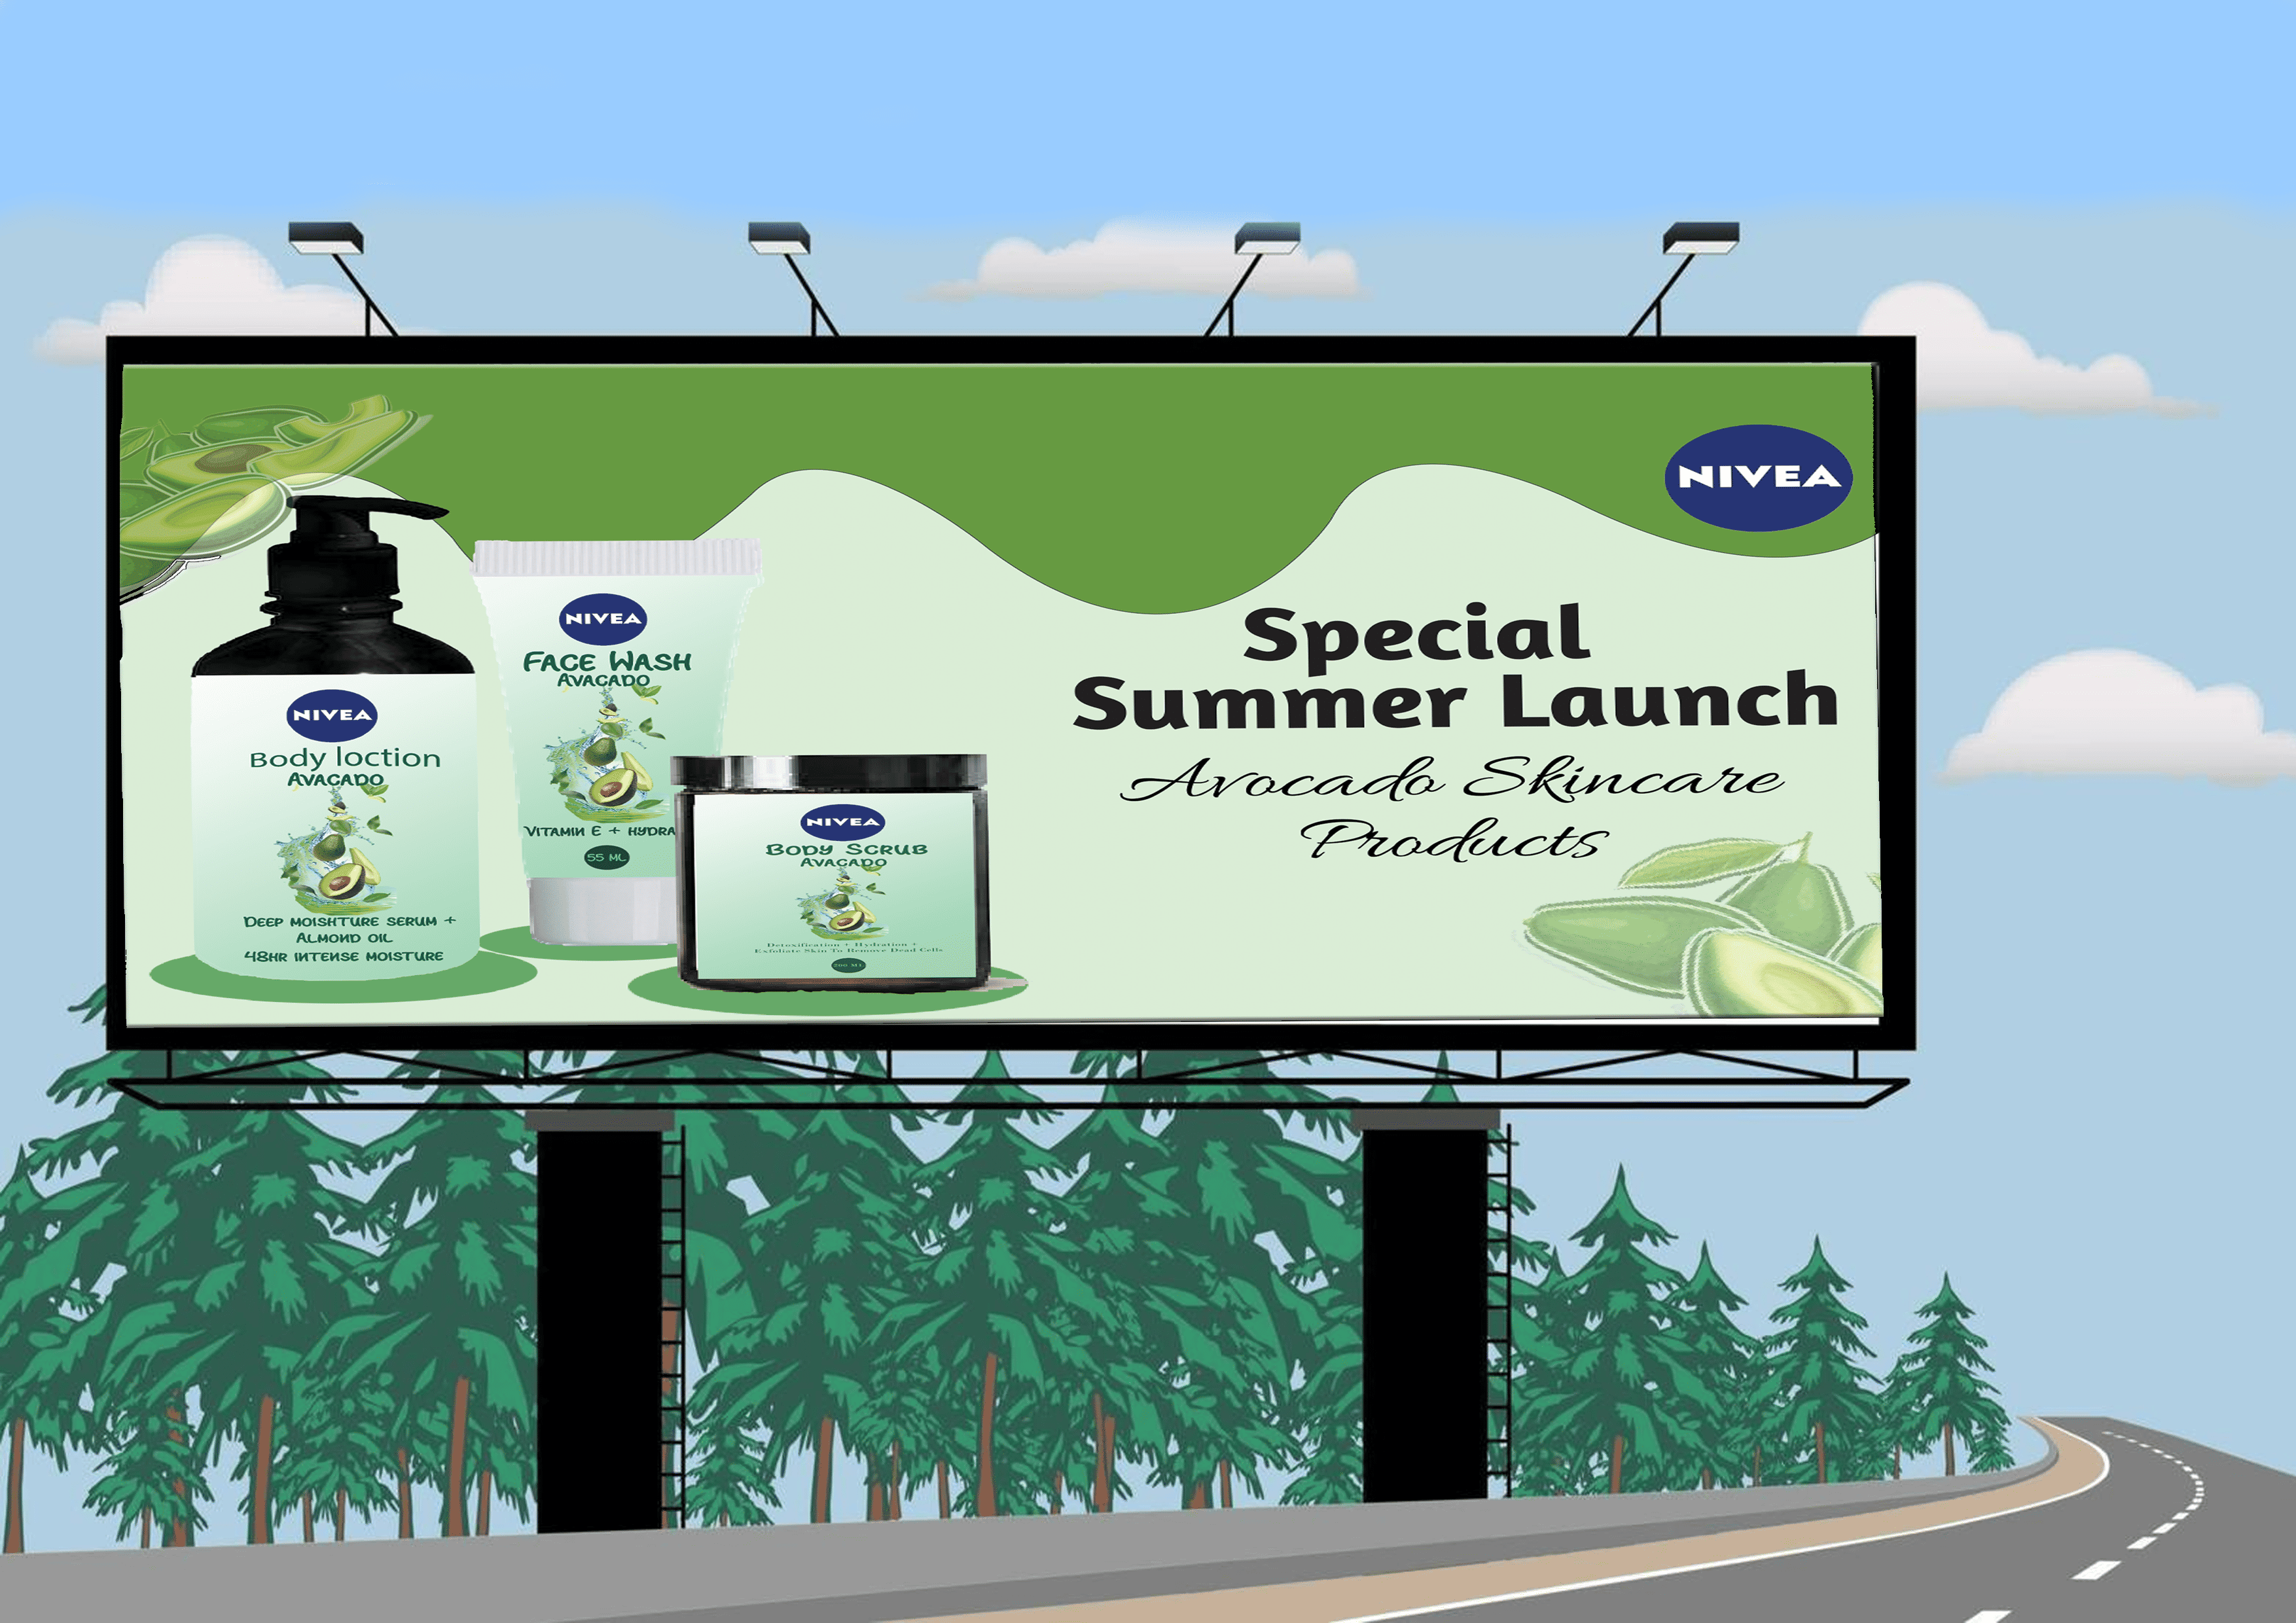 NIVEA
Special
Summer Launch
Avocado Skincare
Products
NIVEA
Body loction
AVACADO
DEEP MOISHTURE SERUM +
ALMOND OIL
48HR INTENSE MOISTURE
NIVEA
FACE WASH
AVACADO
VITAMIN E + HYDRA
55 ML
NIVEA
BODY SCRUB
AVACADO
Detoxification + Hydration +
Exfoliate Skin To Remove Dead Cells
200 ML